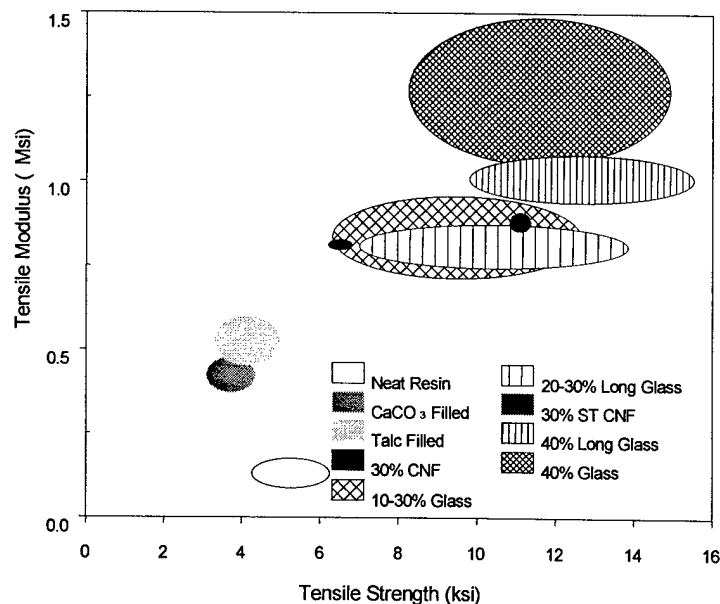 1.5
1.0
0.5
0.0
Tensile Modulus ( Msi)
Neat Resin
CaCO₃ Filled
Talc Filled
30% CNF
10-30% Glass
20-30% Long Glass
30% ST CNF
40% Long Glass
40% Glass
0 2 4 6 8 10 12 14 16
Tensile Strength (ksi)